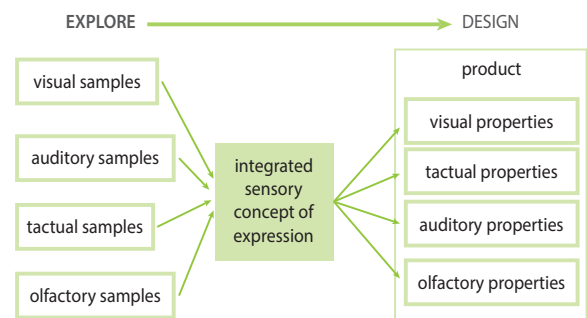 EXPLORE
DESIGN
visual samples
auditory samples
tactual samples
olfactory samples
integrated
sensory
concept of
expression
product
visual properties
tactual properties
auditory properties
olfactory properties